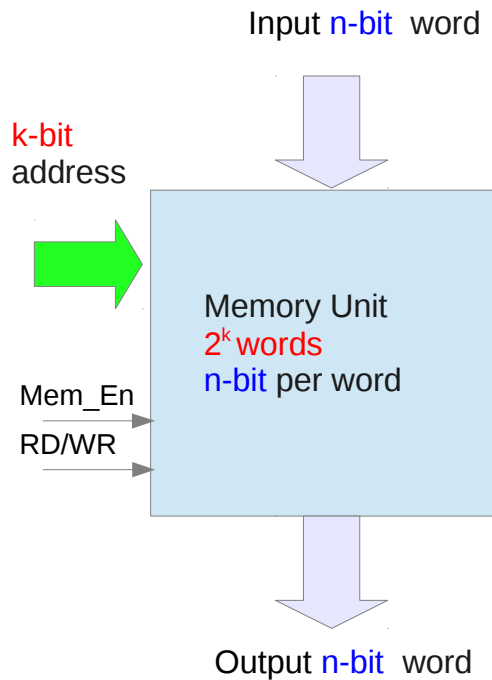 Input n-bit word
k-bit
address
Memory Unit
2ᵏ words
n-bit per word
Mem_En
RD/WR
Output n-bit word